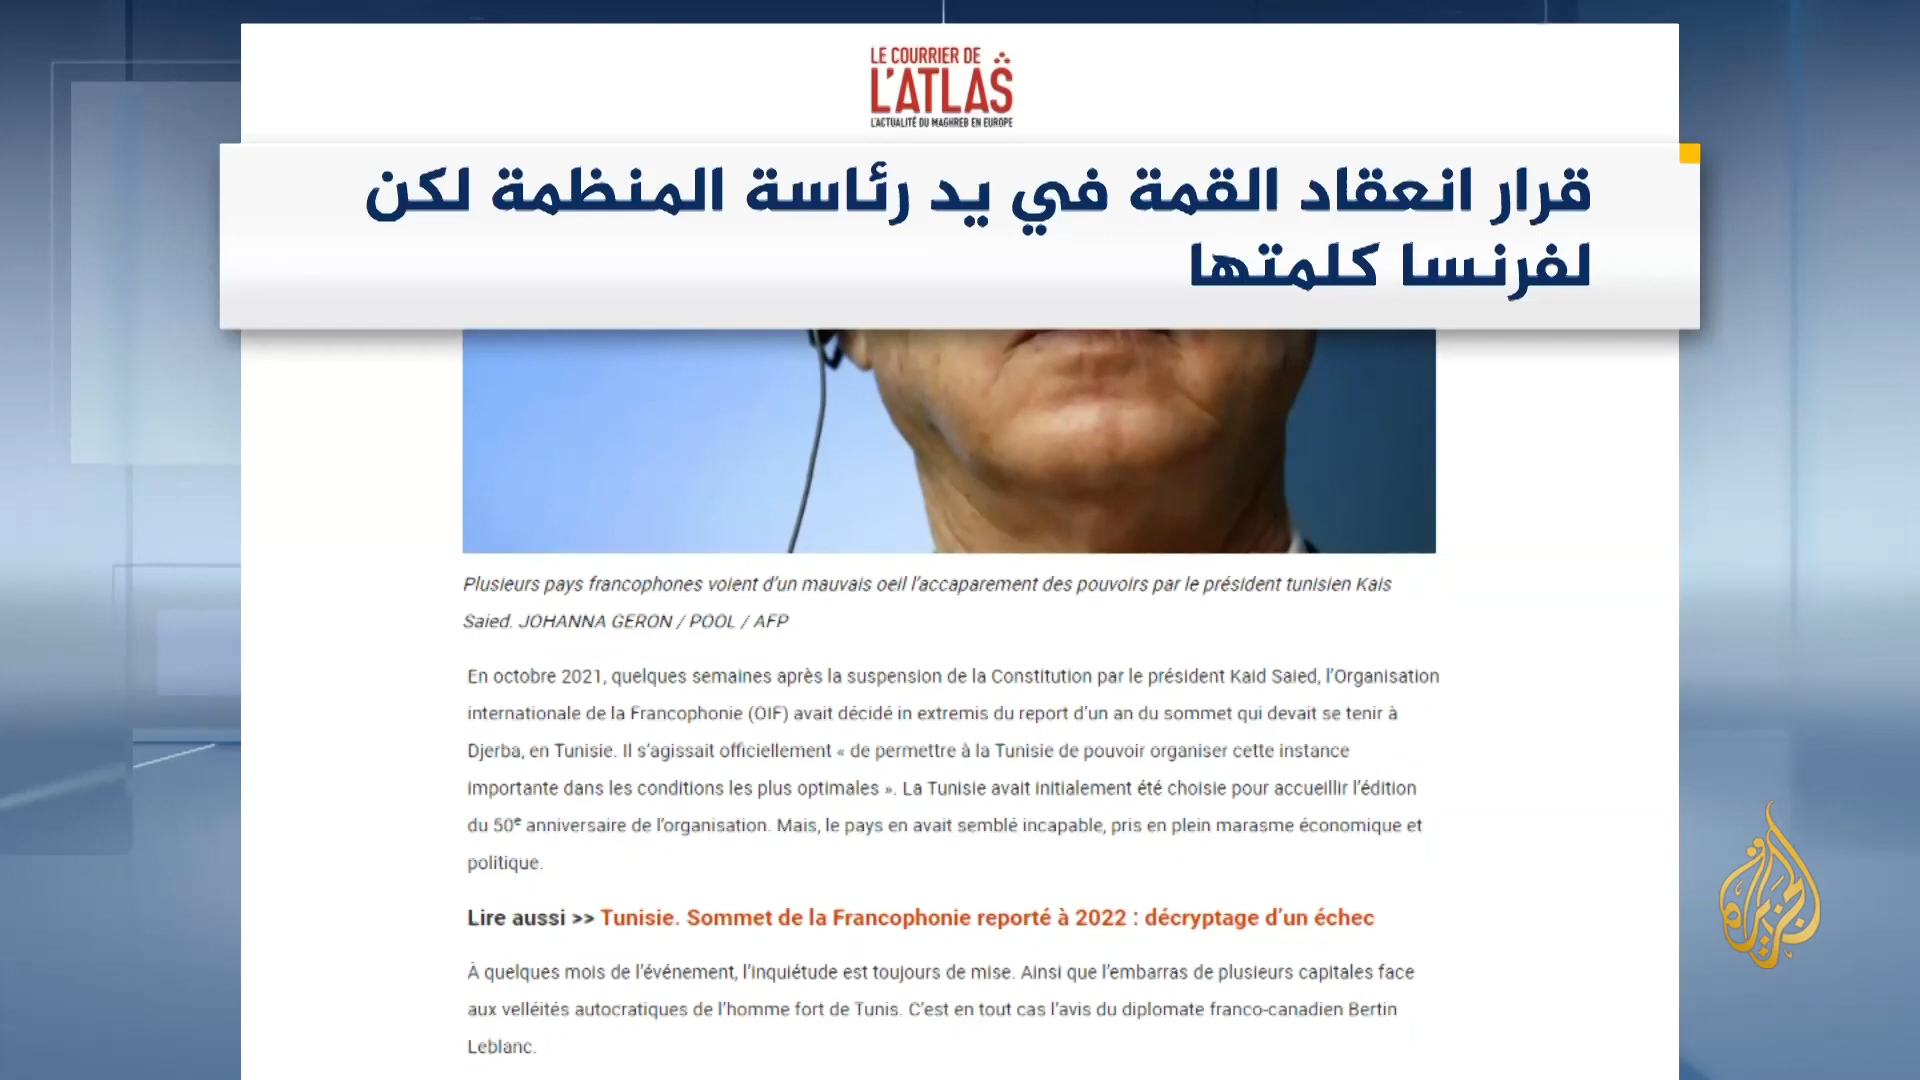 LE COURRIER DE
L'ATLAS
L'ACTUALITÉ DU MAGHREB EN EUROPE
قرار انعقاد القمة في يد رئاسة المنظمة لكن
لفرنسا كلمتها
Plusieurs pays francophones voient d'un mauvais oeil l'accaparement des pouvoirs par le président tunisien Kais
Saied. JOHANNA GERON / POOL / AFP
En octobre 2021, quelques semaines après la suspension de la Constitution par le président Kaid Saied, l'Organisation
internationale de la Francophonie (OIF) avait décidé in extremis du report d'un an du sommet qui devait se tenir à
Djerba, en Tunisie. Il s'agissait officiellement « de permettre à la Tunisie de pouvoir organiser cette instance
importante dans les conditions les plus optimales ». La Tunisie avait initialement été choisie pour accueillir l'édition
du 50e anniversaire de l'organisation. Mais, le pays en avait semblé incapable, pris en plein marasme économique et
politique.
Lire aussi >> Tunisie. Sommet de la Francophonie reporté à 2022 : décryptage d'un échec
À quelques mois de l'événement, l'inquiétude est toujours de mise. Ainsi que l'embarras de plusieurs capitales face
aux velléités autocratiques de l'homme fort de Tunis. C'est en tout cas l'avis du diplomate franco-canadien Bertin
Leblanc.
الجزيرة